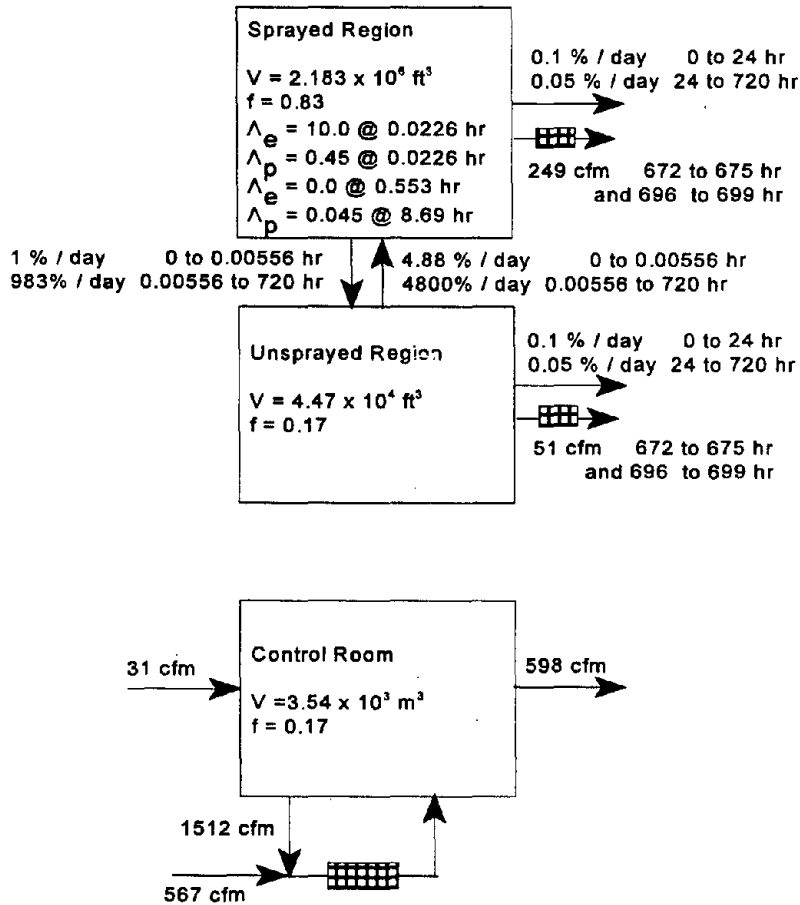 Sprayed Region
V = 2.183 x 10⁶ ft³
f = 0.83
Λe = 10.0 @ 0.0226 hr
Λp = 0.45 @ 0.0226 hr
Λe = 0.0 @ 0.553 hr
Λp = 0.045 @ 8.69 hr
0.1 % / day 0 to 24 hr
0.05 % / day 24 to 720 hr
249 cfm 672 to 675 hr
and 696 to 699 hr
1 % / day 0 to 0.00556 hr
983% / day 0.00556 to 720 hr
4.88 % / day 0 to 0.00556 hr
4800% / day 0.00556 to 720 hr
Unsprayed Region
V = 4.47 x 10⁴ ft³
f = 0.17
0.1 % / day 0 to 24 hr
0.05 % / day 24 to 720 hr
51 cfm 672 to 675 hr
and 696 to 699 hr
Control Room
V =3.54 x 10³ m³
f = 0.17
31 cfm
598 cfm
1512 cfm
567 cfm